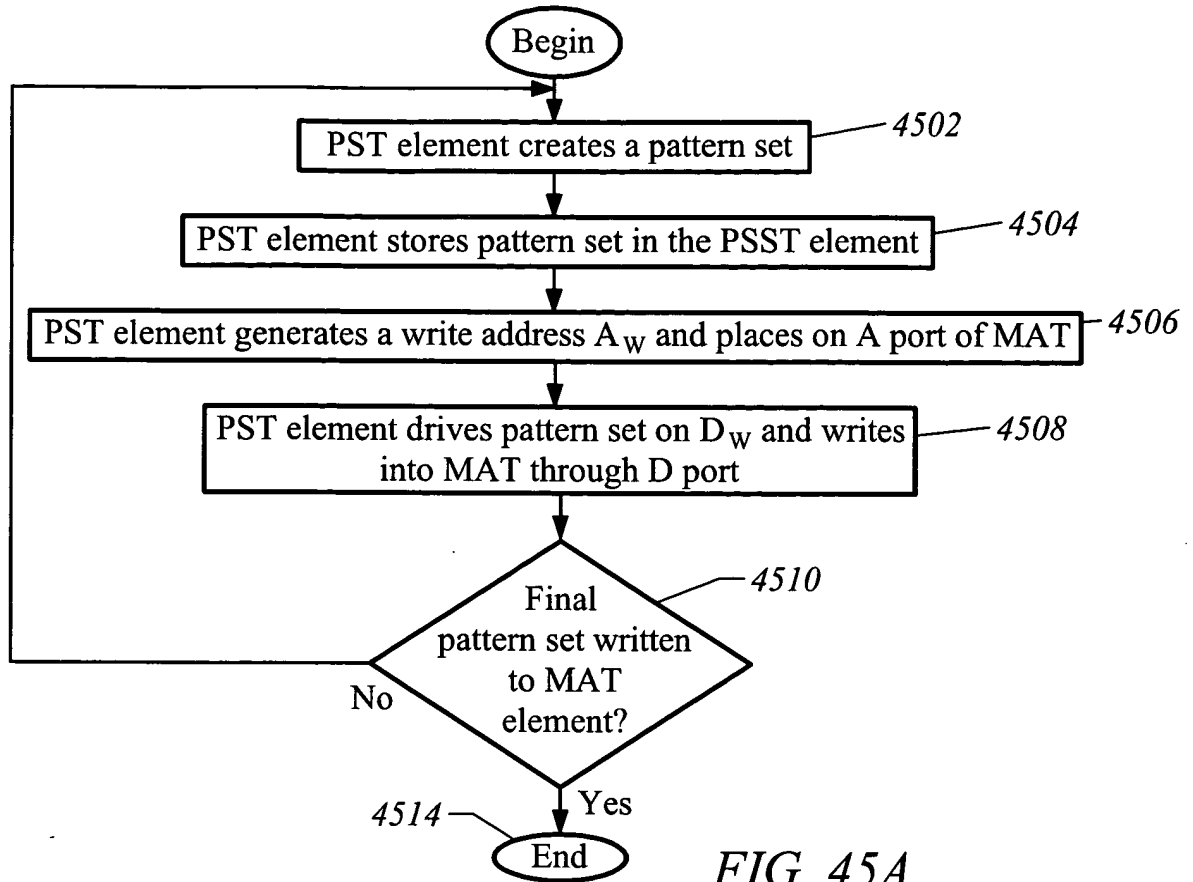 Begin
PST element creates a pattern set
4502
PST element stores pattern set in the PSST element
4504
PST element generates a write address AW and places on A port of MAT
4506
PST element drives pattern set on DW and writes
into MAT through D port
4508
Final
pattern set written
to MAT
element?
4510
No
Yes
4514
End
FIG. 45A